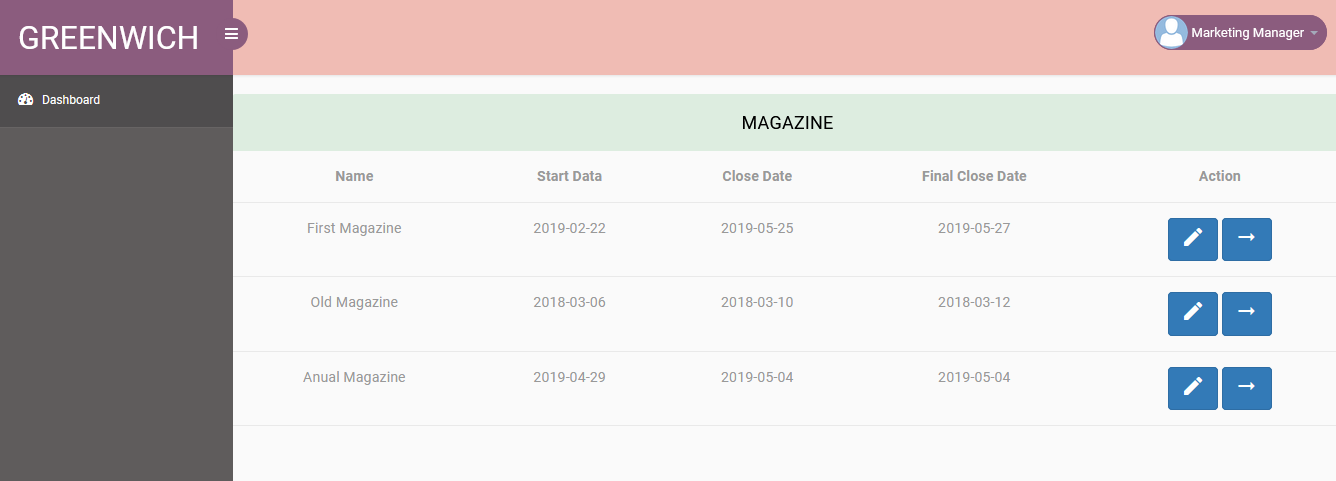 GREENWICH
Marketing Manager
Dashboard
MAGAZINE
Name Start Data Close Date Final Close Date Action
First Magazine 2019-02-22 2019-05-25 2019-05-27
Old Magazine 2018-03-06 2018-03-10 2018-03-12
Anual Magazine 2019-04-29 2019-05-04 2019-05-04